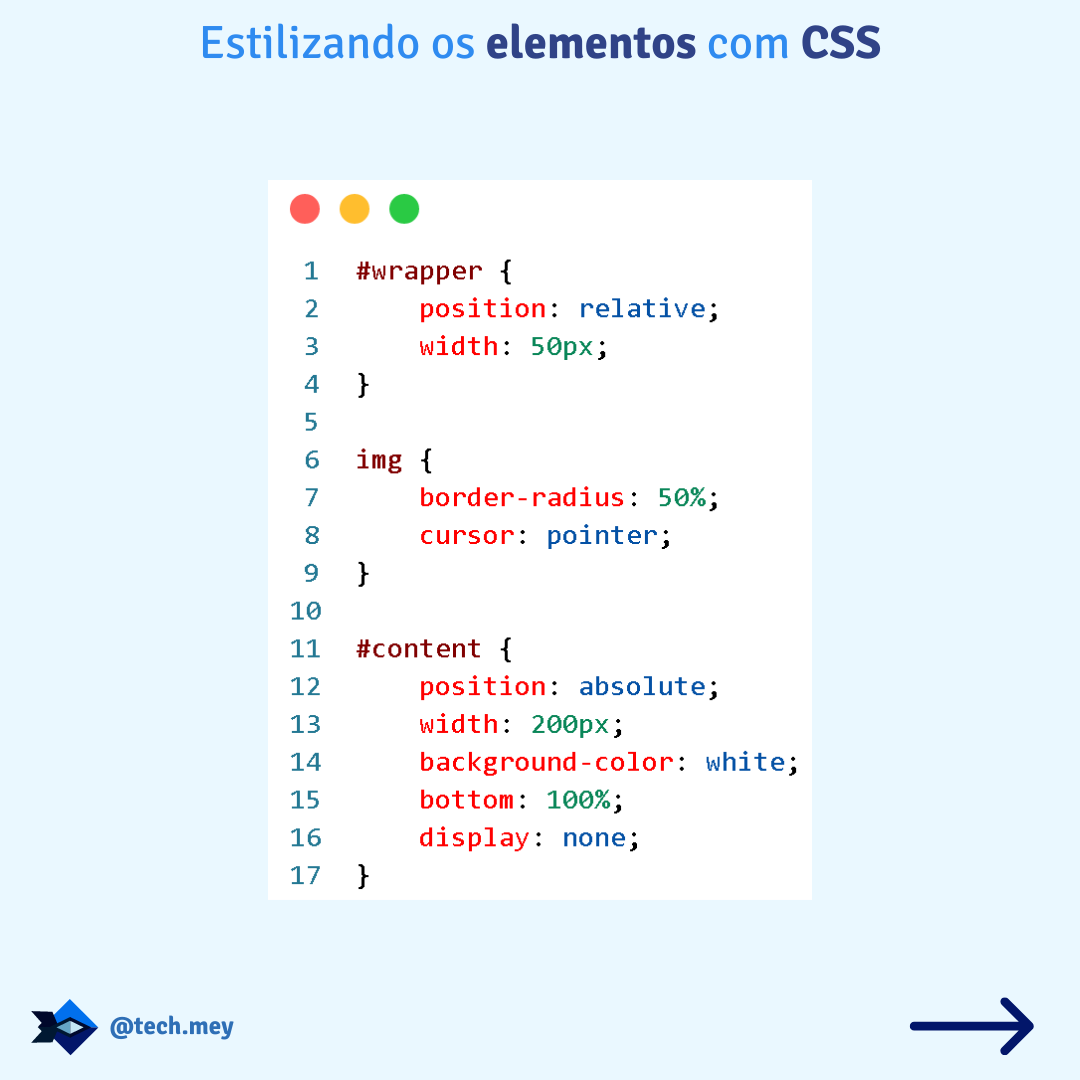 Estilizando os elementos com CSS
1 #wrapper {
2 position: relative;
3 width: 50px;
4 }
5
6 img {
7 border-radius: 50%;
8 cursor: pointer;
9 }
10
11 #content {
12 position: absolute;
13 width: 200px;
14 background-color: white;
15 bottom: 100%;
16 display: none;
17 }
@tech.mey